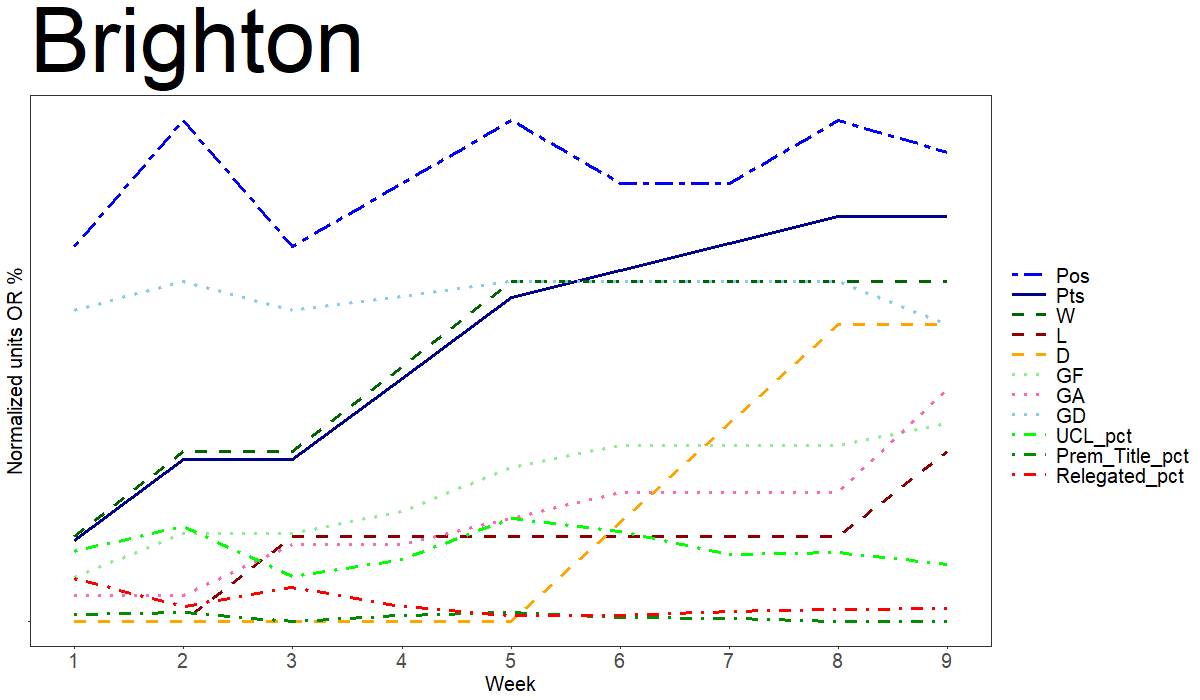 Brighton
Normalized units OR %
Pos
Pts
W
L
D
GF
GA
GD
UCL_pct
Prem_Title_pct
Relegated_pct
1 2 3 4 5 6 7 8 9
Week